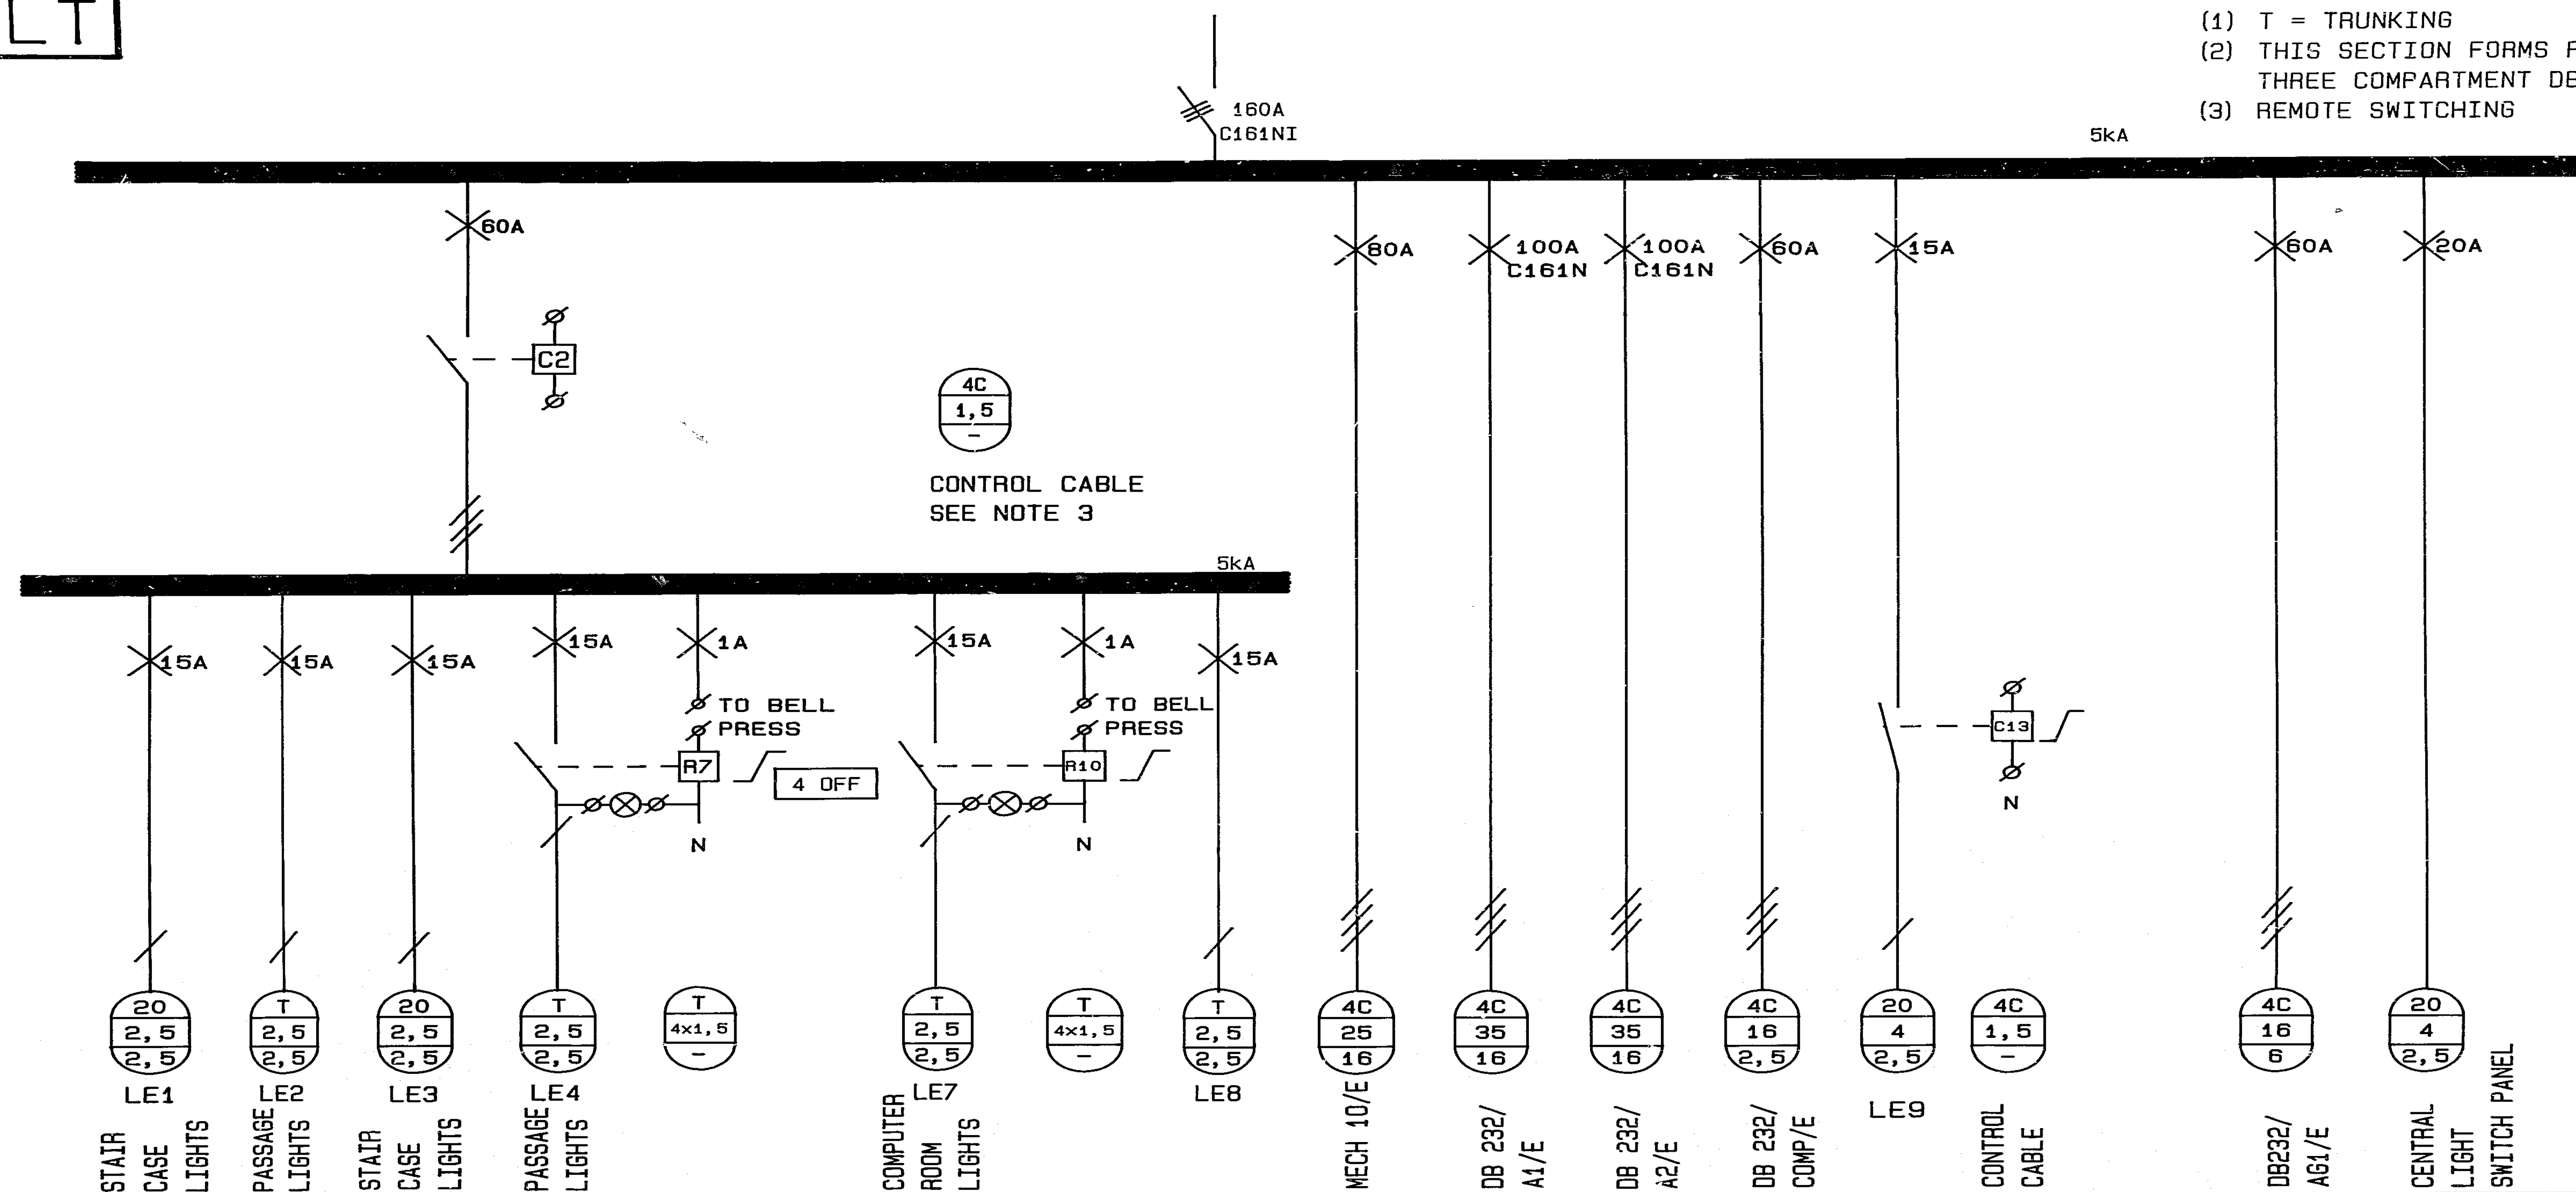 LT
(1) T = TRUNKING
(2) THIS SECTION FORMS
THREE COMPARTMENT
(3) REMOTE SWITCHING
160A
C161NI
5kA
60A
80A
100A
C161N
100A
C161N
60A
15A
60A
20A
C2
4C
1,5
-
CONTROL CABLE
SEE NOTE 3
5kA
15A
15A
15A
15A
1A
15A
1A
15A
TO BELL
PRESS
TO BELL
PRESS
R7
4 OFF
R10
C13
N
N
N
20
2,5
2,5
T
2,5
2,5
20
2,5
2,5
T
2,5
2,5
T
4x1,5
-
T
2,5
2,5
T
4x1,5
-
T
2,5
2,5
4C
25
16
4C
35
16
4C
35
16
4C
16
2,5
20
4
2,5
4C
1,5
-
4C
16
6
20
4
2,5
LE1
LE2
LE3
LE4
LE7
LE8
LE9
STAIR
CASE
LIGHTS
PASSAGE
LIGHTS
STAIR
CASE
LIGHTS
PASSAGE
LIGHTS
COMPUTER
ROOM
LIGHTS
MECH 10/E
DB 232/
A1/E
DB 232/
A2/E
DB 232/
COMP/E
CONTROL
CABLE
DB232/
AG1/E
CENTRAL
LIGHT
SWITCH PANEL